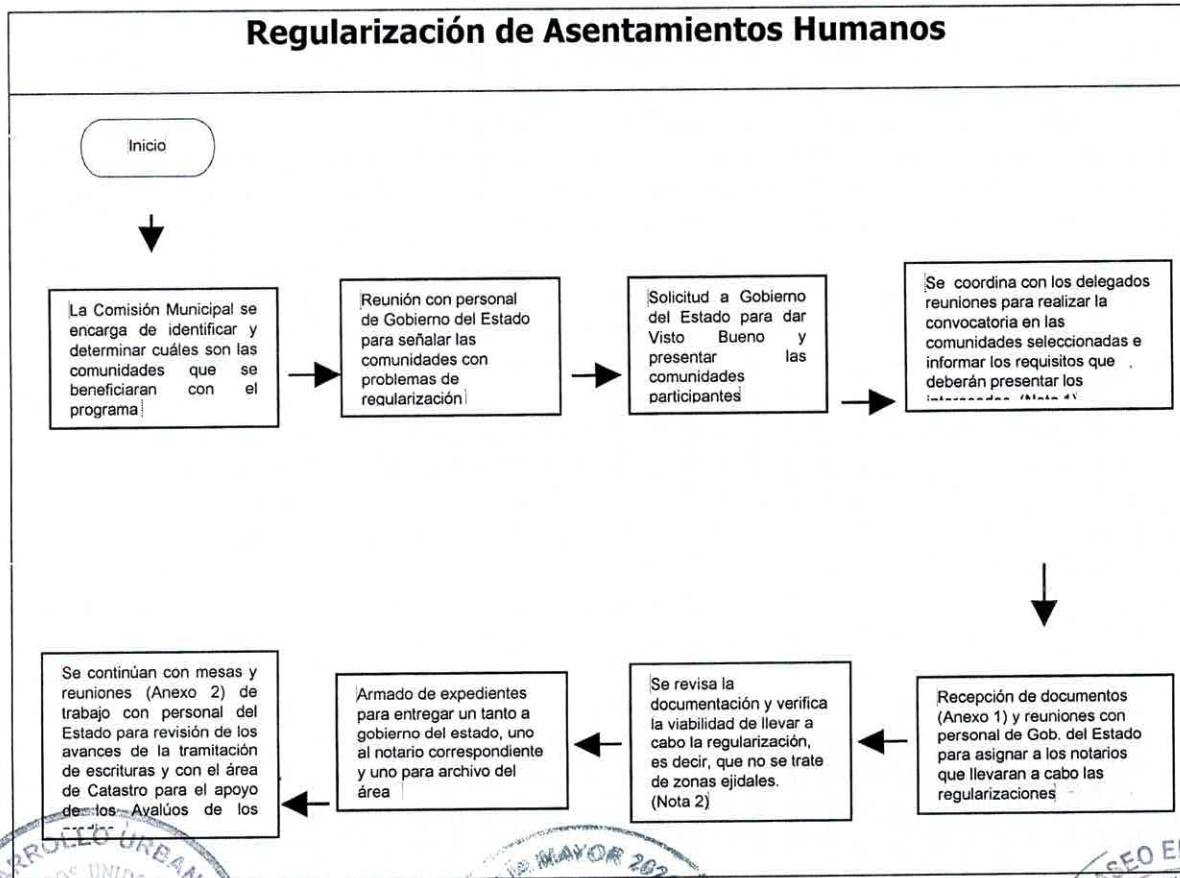 Regularización de Asentamientos Humanos
Inicio
La Comisión Municipal se
encarga de identificar y
determinar cuáles son las
comunidades que se
beneficiaran con el
programa
Reunión con personal
de Gobierno del Estado
para señalar las
comunidades con
problemas de
regularización
Solicitud a Gobierno
del Estado para dar
Visto Bueno y
presentar las
comunidades
participantes
Se coordina con los delegados
reuniones para realizar la
convocatoria en las
comunidades seleccionadas e
informar los requisitos que
deberán presentar los
interesados (Nota 1)
Recepción de documentos
(Anexo 1) y reuniones con
personal de Gob. del Estado
para asignar a los notarios
que llevaran a cabo las
regularizaciones
Se revisa la
documentación y verifica
la viabilidad de llevar a
cabo la regularización,
es decir, que no se trate
de zonas ejidales.
(Nota 2)
Armado de expedientes
para entregar un tanto a
gobierno del estado, uno
al notario correspondiente
y uno para archivo del
área
Se continúan con mesas y
reuniones (Anexo 2) de
trabajo con personal del
Estado para revisión de los
avances de la tramitación
de escrituras y con el área
de Catastro para el apoyo
de los Avalúos de los
URBAN
UNIDOS
MAYOR